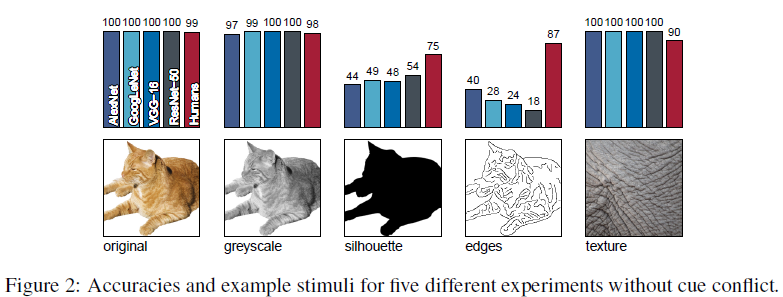 100 100 100 100 99
97 99 100 100 98
44 49 48 54 75
40 28 24 18 87
100 100 100 100 90
AlexNet
GoogLeNet
VGG-16
ResNet-50
Humans
original
greyscale
silhouette
edges
texture
Figure 2: Accuracies and example stimuli for five different experiments without cue conflict.